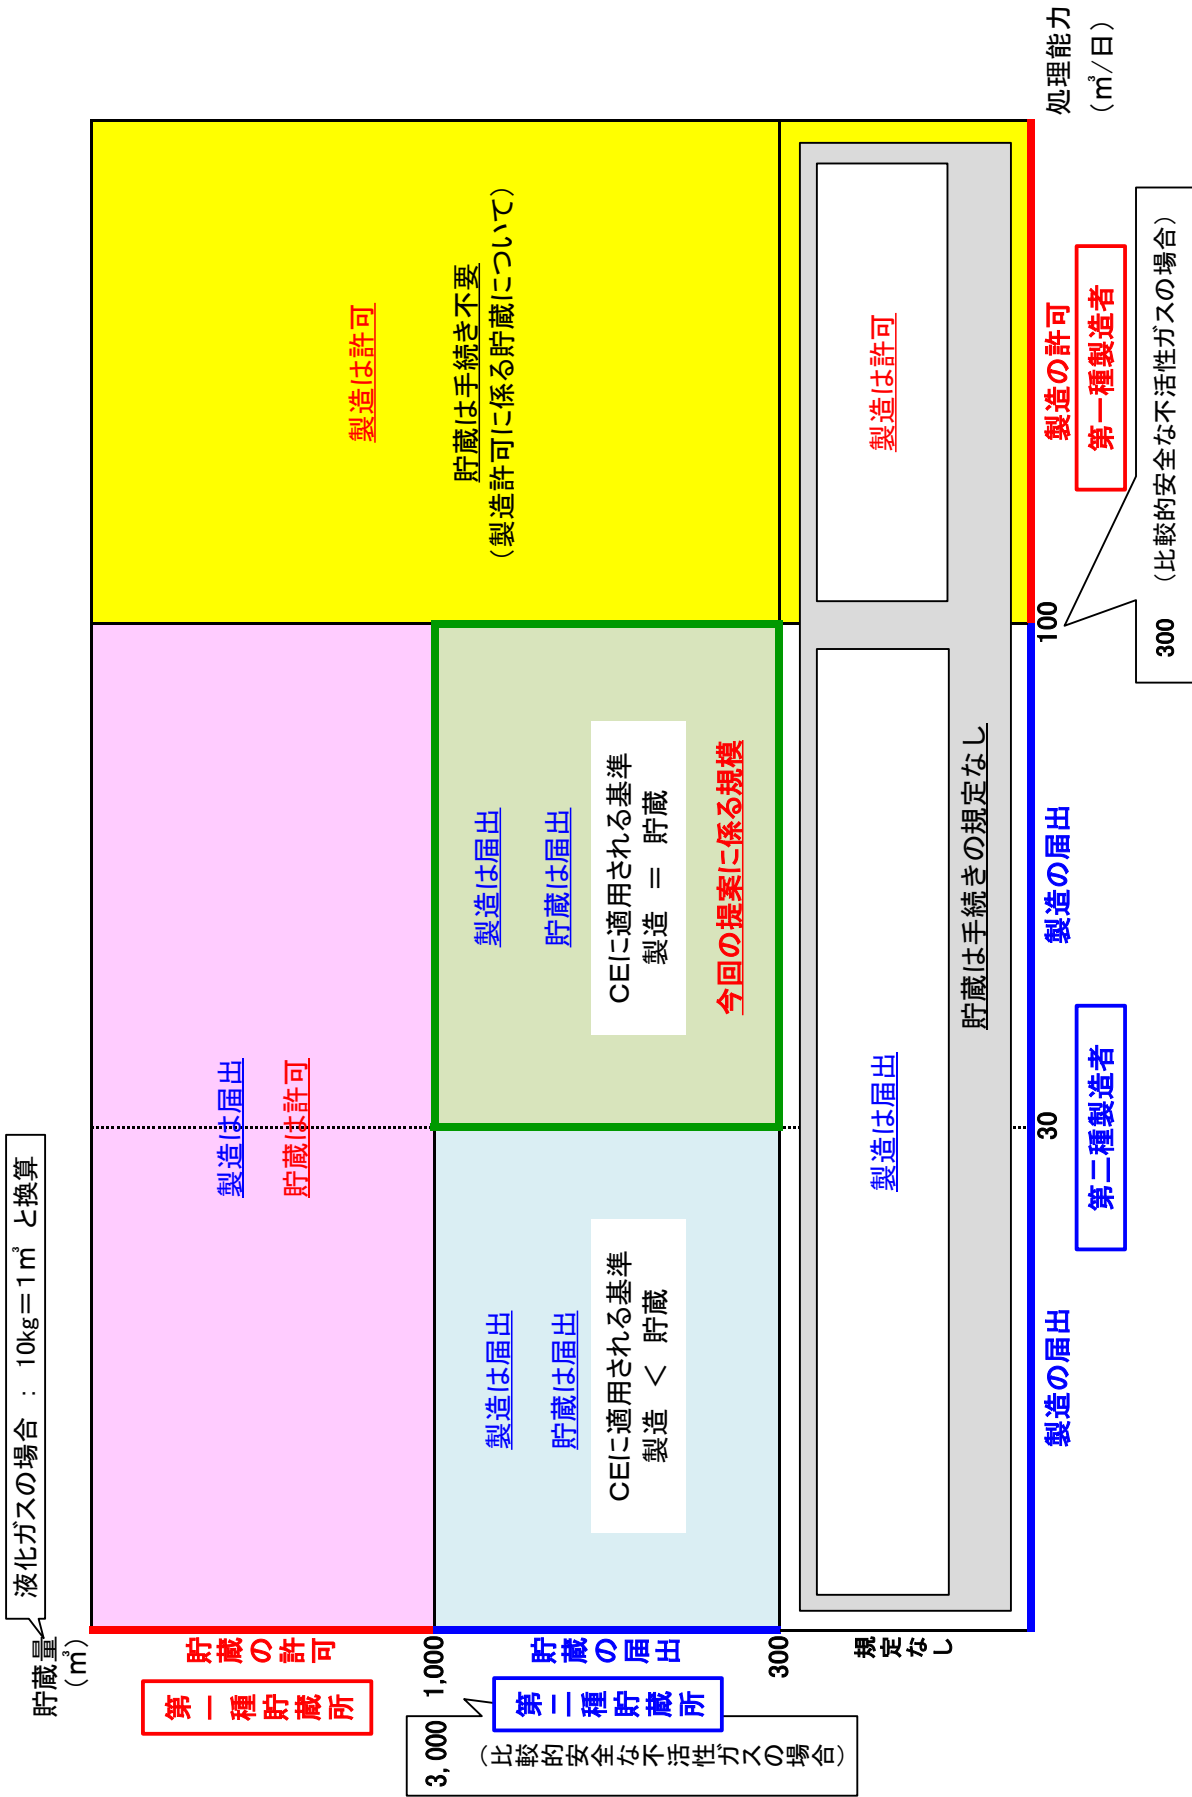 液化ガスの場合 ： 10kg＝1㎥ と換算
貯蔵量
（㎥）
貯蔵の許可
第一種貯蔵所
1,000
3,000
（比較的安全な不活性ガスの場合）
貯蔵の届出
第二種貯蔵所
300
規定なし
製造は届出
貯蔵は許可
製造は許可
貯蔵は手続き不要
（製造許可に係る貯蔵について）
製造は届出
貯蔵は届出
CEに適用される基準
製造 ＜ 貯蔵
製造は届出
貯蔵は届出
CEに適用される基準
製造 ＝ 貯蔵
今回の提案に係る規模
製造は届出
製造は許可
貯蔵は手続きの規定なし
30
100
処理能力
（㎥/日）
製造の届出
製造の届出
製造の許可
第二種製造者
第一種製造者
300 （比較的安全な不活性ガスの場合）